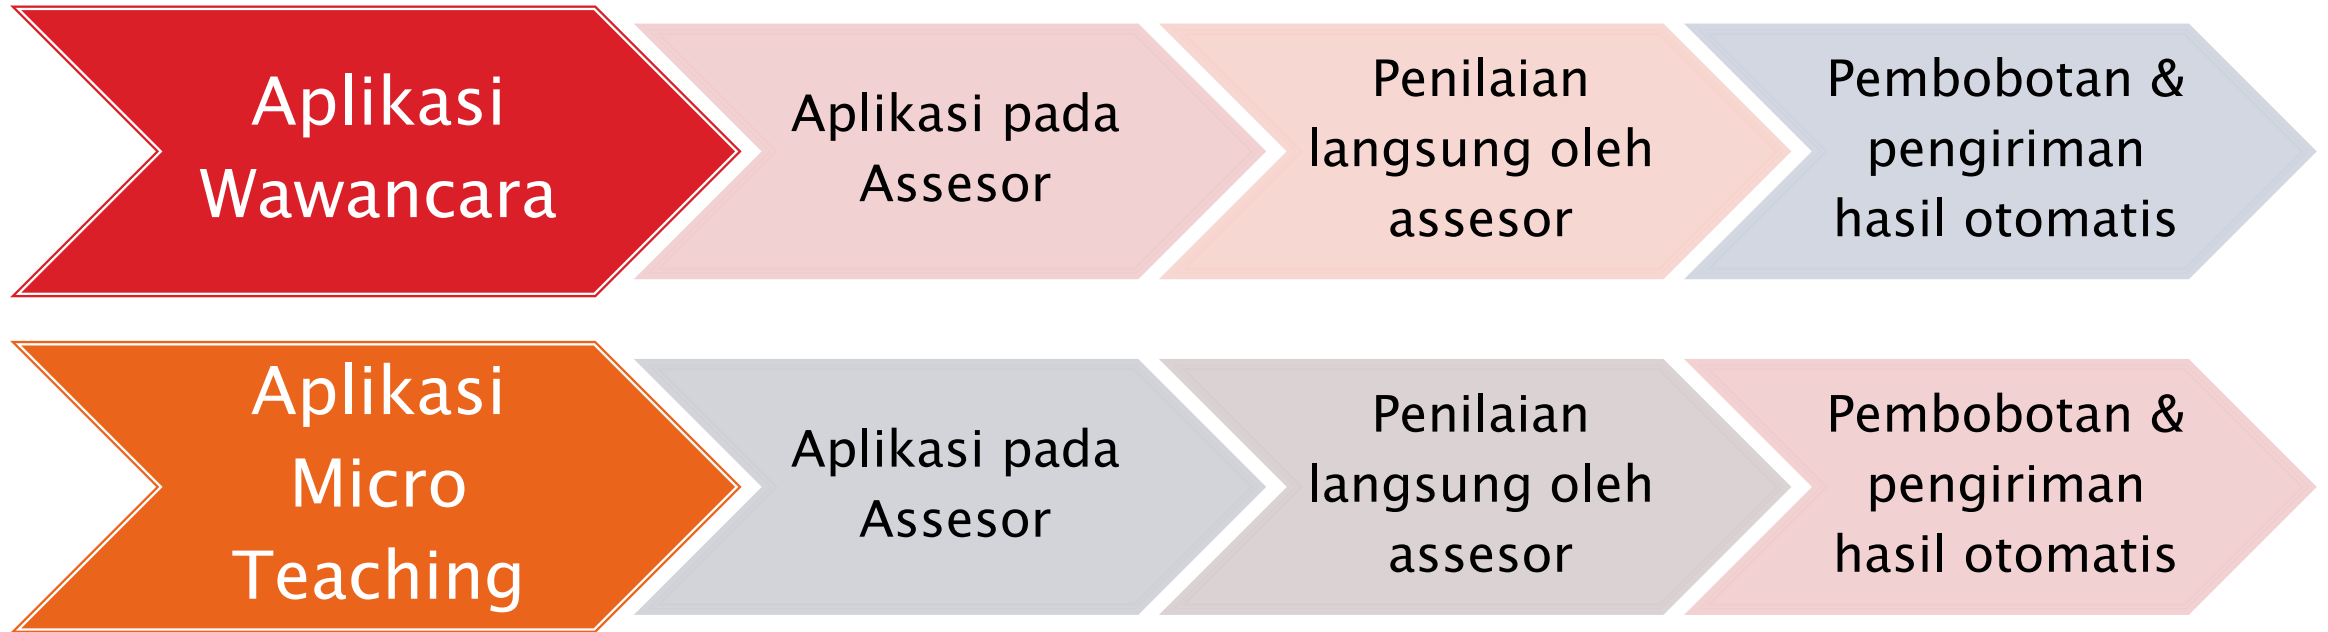 Aplikasi
Wawancara
Aplikasi pada
Assesor
Penilaian
langsung oleh
assesor
Pembobotan &
pengiriman
hasil otomatis
Aplikasi
Micro
Teaching
Aplikasi pada
Assesor
Penilaian
langsung oleh
assesor
Pembobotan &
pengiriman
hasil otomatis